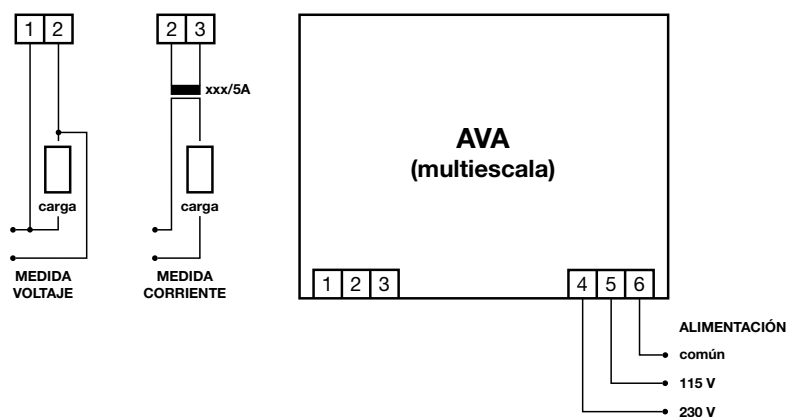 1 2
carga
MEDIDA
VOLTAJE
2 3
xxx/5A
carga
MEDIDA
CORRIENTE
AVA
(multiescala)
1 2 3
4 5 6
ALIMENTACIÓN
común
115 V
230 V